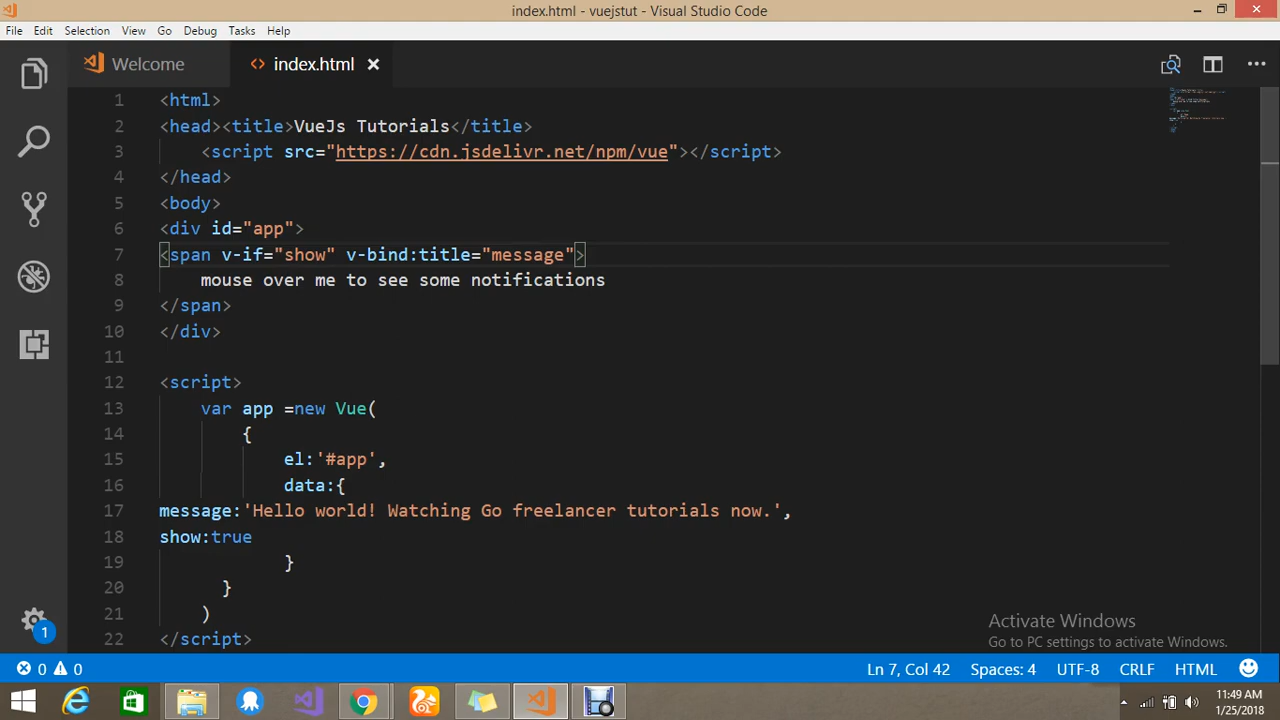 index.html - vuejstut - Visual Studio Code
File Edit Selection View Go Debug Tasks Help
Welcome index.html
1 <html>
2 <head><title>VueJs Tutorials</title>
3 <script src="https://cdn.jsdelivr.net/npm/vue"></script>
4 </head>
5 <body>
6 <div id="app">
7 <span v-if="show" v-bind:title="message">
8 mouse over me to see some notifications
9 </span>
10 </div>
11
12 <script>
13 var app =new Vue(
14 {
15 el:'#app',
16 data:{
17 message:'Hello world! Watching Go freelancer tutorials now.',
18 show:true
19 }
20 }
21 )
22 </script>
1
Activate Windows
Go to PC settings to activate Windows.
0 0 Ln 7, Col 42 Spaces: 4 UTF-8 CRLF HTML
11:49 AM
1/25/2018